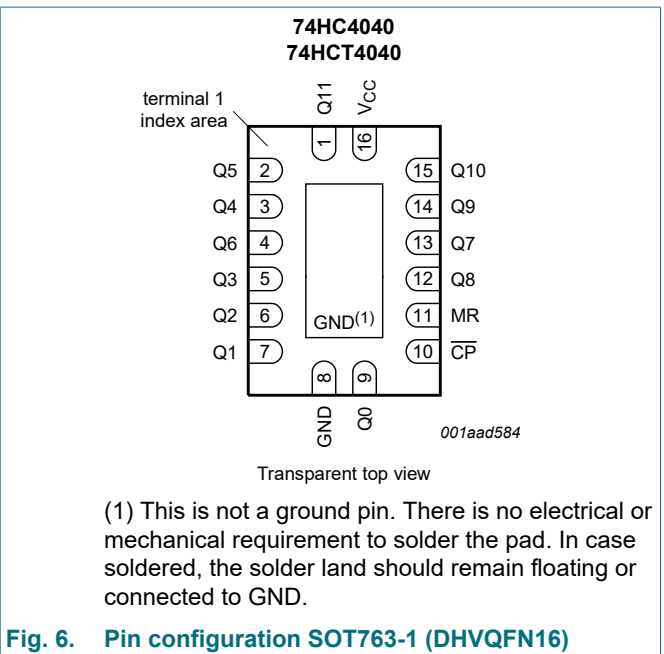 74HC4040
74HCT4040
terminal 1
index area
Q11
VCC
1
16
Q5 2
15 Q10
Q4 3
14 Q9
Q6 4
13 Q7
Q3 5
12 Q8
Q2 6
GND(1)
11 MR
Q1 7
10 CP
8
9
GND
Q0
001aad584
Transparent top view
(1) This is not a ground pin. There is no electrical or
mechanical requirement to solder the pad. In case
soldered, the solder land should remain floating or
connected to GND.
Fig. 6. Pin configuration SOT763-1 (DHVQFN16)